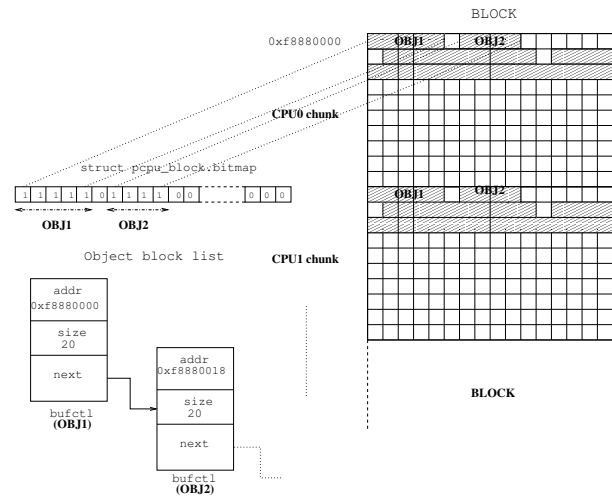 BLOCK
0xf8880000
OBJ1
OBJ2
CPU0 chunk
struct pcpu_block.bitmap
1 1 1 1 1 0 1 1 1 1 0 0
0 0 0
OBJ1
OBJ2
OBJ1
OBJ2
Object block list
CPU1 chunk
addr
0xf8880000
size
20
next
bufctl
(OBJ1)
addr
0xf8880018
size
20
next
bufctl
(OBJ2)
BLOCK